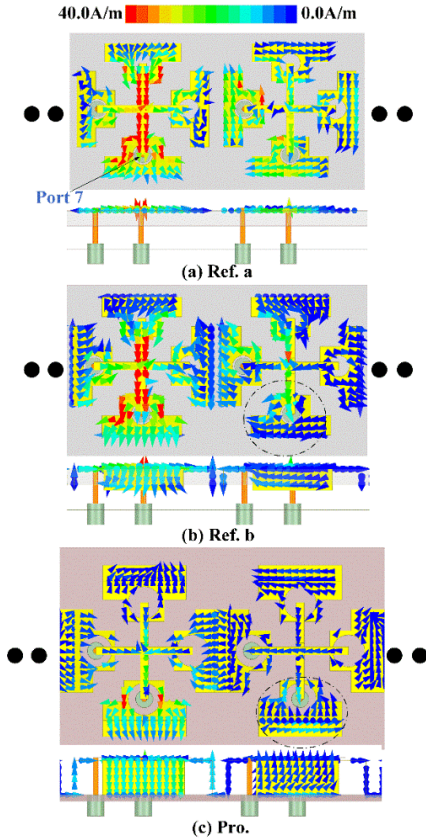 40.0A/m 0.0A/m
Port 7
(a) Ref. a
(b) Ref. b
(c) Pro.